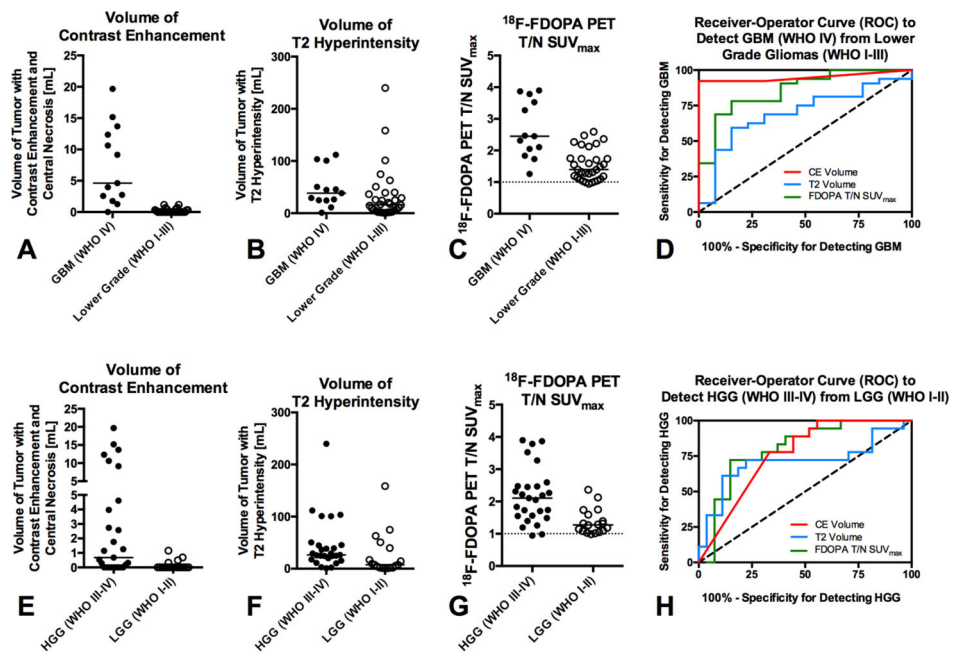 Volume of
Contrast Enhancement
Volume of Tumor with
Contrast Enhancement and
Central Necrosis [mL]
25
20
15
10
5
0
GBM (WHO IV)
Lower Grade (WHO I-III)
A
Volume of
T2 Hyperintensity
Volume of Tumor with
T2 Hyperintensity [mL]
300
200
100
0
GBM (WHO IV)
Lower Grade (WHO I-III)
B
18F-FDOPA PET
T/N SUVmax
18F-FDOPA PET T/N SUVmax
5
4
3
2
1
0
GBM (WHO IV)
Lower Grade (WHO I-III)
C
Receiver-Operator Curve (ROC) to
Detect GBM (WHO IV) from Lower
Grade Gliomas (WHO I-III)
Sensitivity for Detecting GBM
100
75
50
25
0
0 25 50 75 100
CE Volume
T2 Volume
FDOPA T/N SUVmax
100% - Specificity for Detecting GBM
D
Volume of
Contrast Enhancement
Volume of Tumor with
Contrast Enhancement and
Central Necrosis [mL]
25
20
15
10
5
4
3
2
1
0
HGG (WHO III-IV)
LGG (WHO I-II)
E
Volume of
T2 Hyperintensity
Volume of Tumor with
T2 Hyperintensity [mL]
300
200
100
0
HGG (WHO III-IV)
LGG (WHO I-II)
F
18F-FDOPA PET
T/N SUVmax
18F-FDOPA PET T/N SUVmax
5
4
3
2
1
0
HGG (WHO III-IV)
LGG (WHO I-II)
G
Receiver-Operator Curve (ROC) to
Detect HGG (WHO III-IV) from LGG (WHO I-II)
Sensitivity for Detecting HGG
100
75
50
25
0
0 25 50 75 100
CE Volume
T2 Volume
FDOPA T/N SUVmax
100% - Specificity for Detecting HGG
H